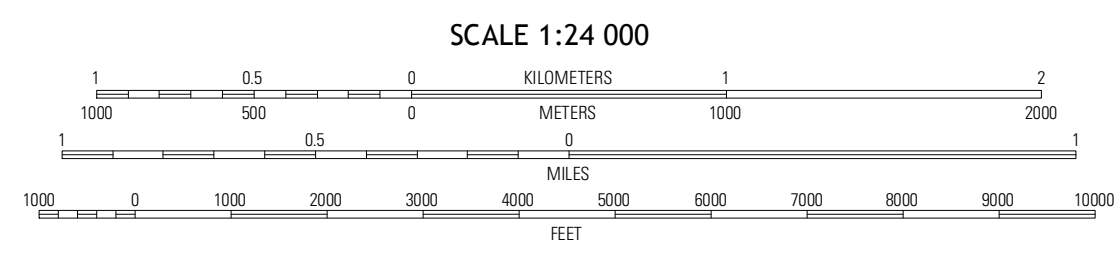 SCALE 1:24 000
1 0.5 0 KILOMETERS 1 2
1000 500 0 METERS 1000 2000
1 0.5 0 1
MILES
1000 0 1000 2000 3000 4000 5000 6000 7000 8000 9000 10000
FEET